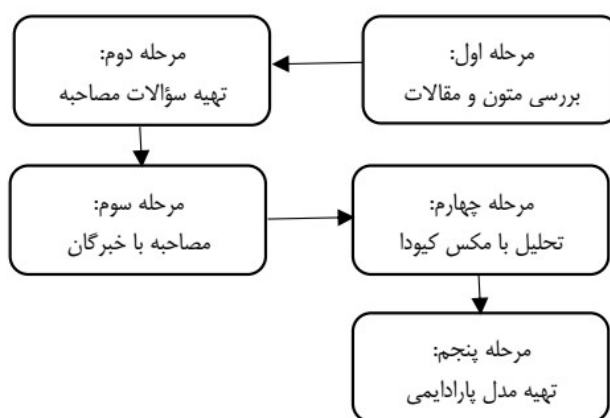 مرحله اول:
بررسی متون و مقالات
مرحله دوم:
تهیه سؤالات مصاحبه
مرحله سوم:
مصاحبه با خبرگان
مرحله چهارم:
تحلیل با مکس کیودا
مرحله پنجم:
تهیه مدل پارادایمی